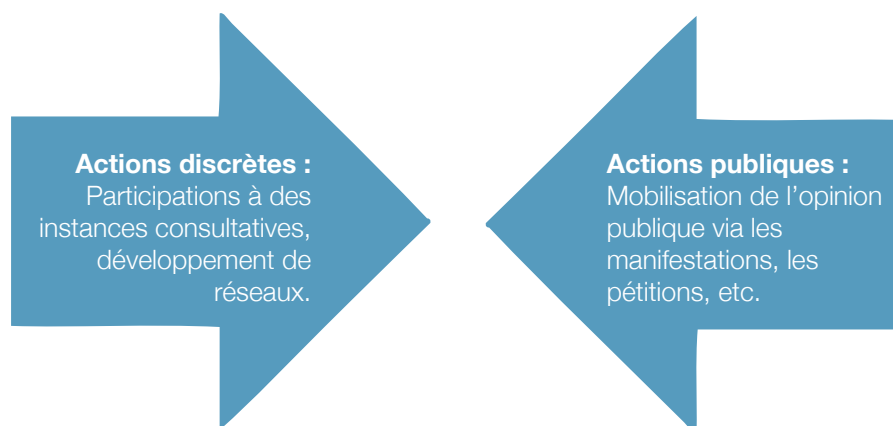 Actions discrètes :
Participations à des
instances consultatives,
développement de
réseaux.
Actions publiques :
Mobilisation de l’opinion
publique via les
manifestations, les
pétitions, etc.